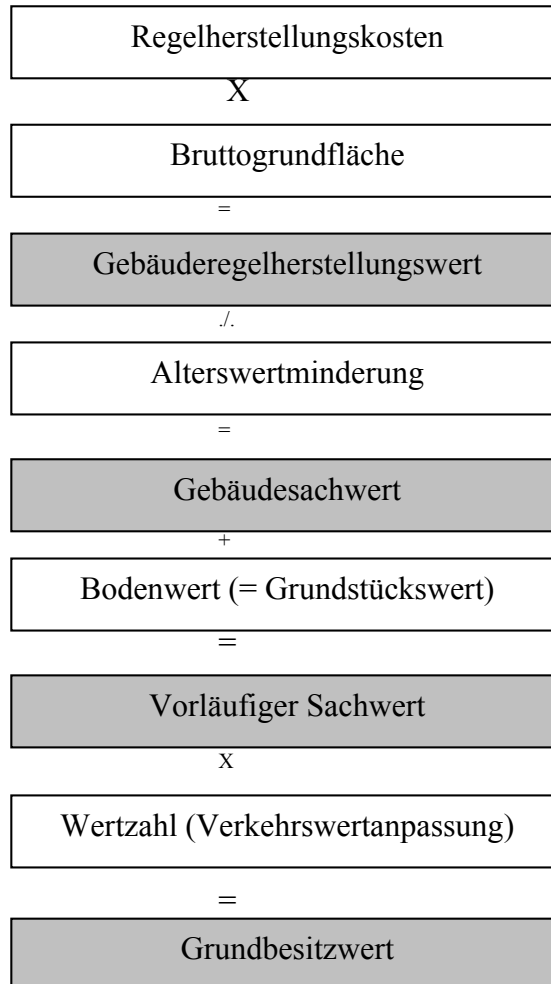 Regelherstellungskosten
X
Bruttogrundfläche
=
Gebäuderegelherstellungswert
./.
Alterswertminderung
=
Gebäudesachwert
+
Bodenwert (= Grundstückswert)
=
Vorläufiger Sachwert
X
Wertzahl (Verkehrswertanpassung)
=
Grundbesitzwert